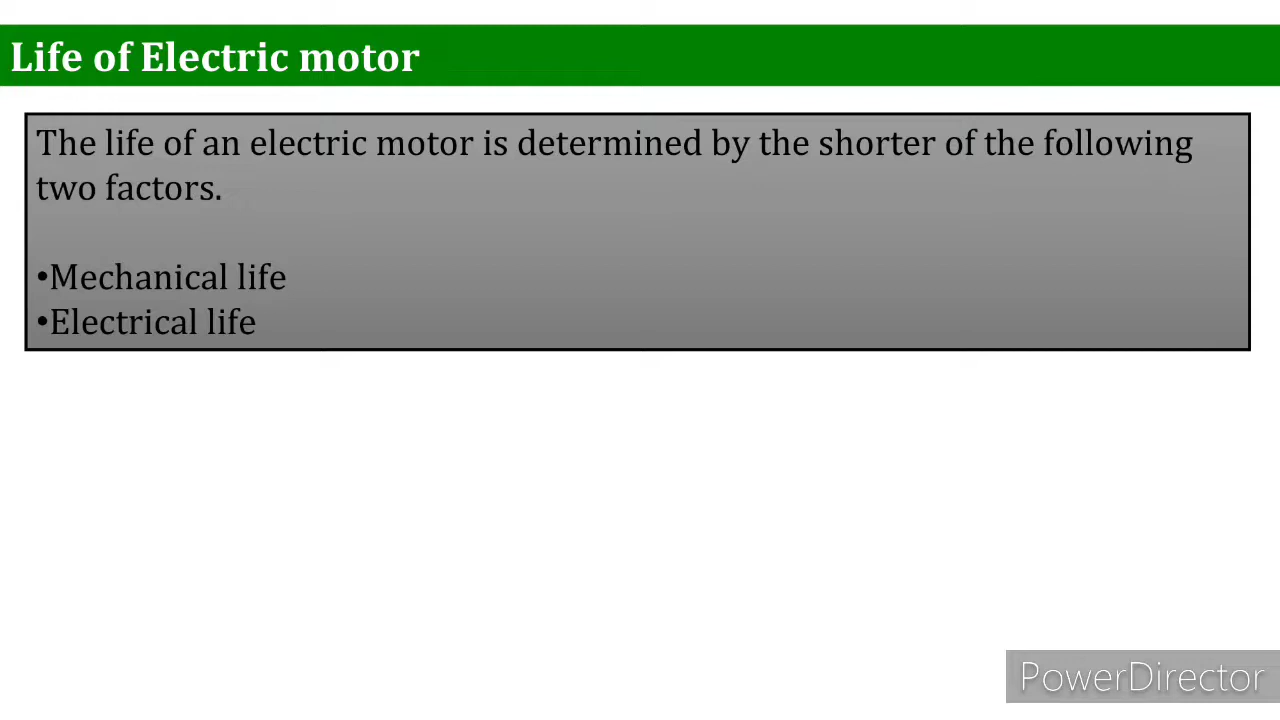 Life of Electric motor
The life of an electric motor is determined by the shorter of the following
two factors.
•Mechanical life
•Electrical life
PowerDirector